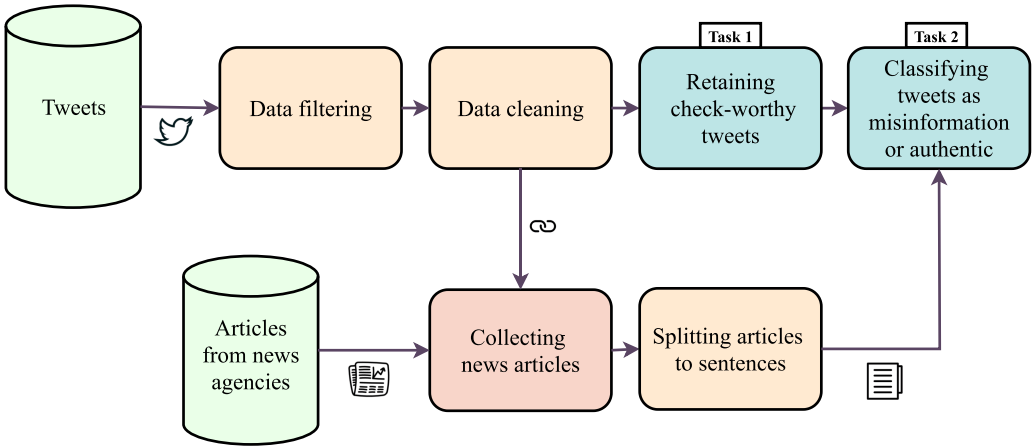 Tweets
Data filtering
Data cleaning
Task 1
Retaining
check-worthy
tweets
Task 2
Classifying
tweets as
misinformation
or authentic
Articles
from news
agencies
Collecting
news articles
Splitting articles
to sentences